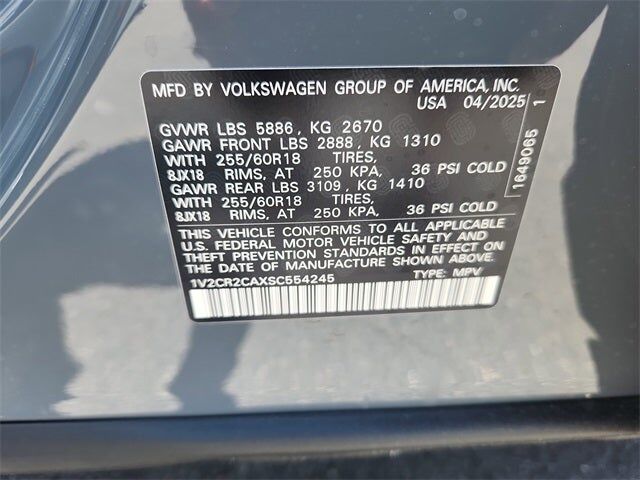 MFD BY VOLKSWAGEN GROUP OF AMERICA, INC.
USA 04/2025
GVWR LBS 5886, KG 2670
GAWR FRONT LBS 2888, KG 1310
WITH 255/60R18 TIRES,
8JX18 RIMS, AT 250 KPA, 36 PSI COLD
GAWR REAR LBS 3109, KG 1410
WITH 255/60R18 TIRES,
8JX18 RIMS, AT 250 KPA, 36 PSI COLD
THIS VEHICLE CONFORMS TO ALL APPLICABLE
U.S. FEDERAL MOTOR VEHICLE SAFETY AND
THEFT PREVENTION STANDARDS IN EFFECT ON
THE DATE OF MANUFACTURE SHOWN ABOVE.
1V2CR2CAXSC554245 TYPE: MPV
1649065 1